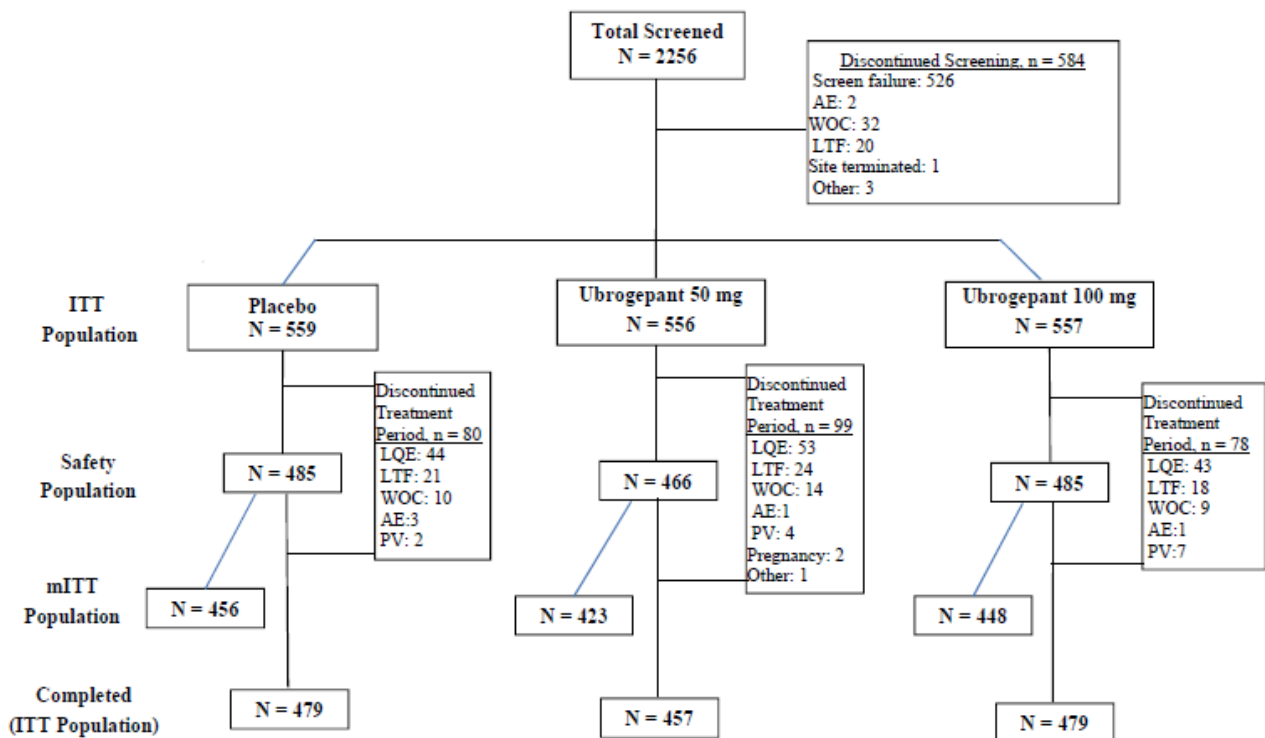 Total Screened
N = 2256
Discontinued Screening, n = 584
Screen failure: 526
AE: 2
WOC: 32
LTF: 20
Site terminated: 1
Other: 3
ITT
Population
Placebo
N = 559
Ubrogepant 50 mg
N = 556
Ubrogepant 100 mg
N = 557
Discontinued
Treatment
Period, n = 80
LQE: 44
LTF: 21
WOC: 10
AE:3
PV: 2
Discontinued
Treatment
Period, n = 99
LQE: 53
LTF: 24
WOC: 14
AE:1
PV: 4
Pregnancy: 2
Other: 1
Discontinued
Treatment
Period, n = 78
LQE: 43
LTF: 18
WOC: 9
AE:1
PV:7
Safety
Population
N = 485
N = 466
N = 485
mITT
Population
N = 456
N = 423
N = 448
Completed
(ITT Population)
N = 479
N = 457
N = 479